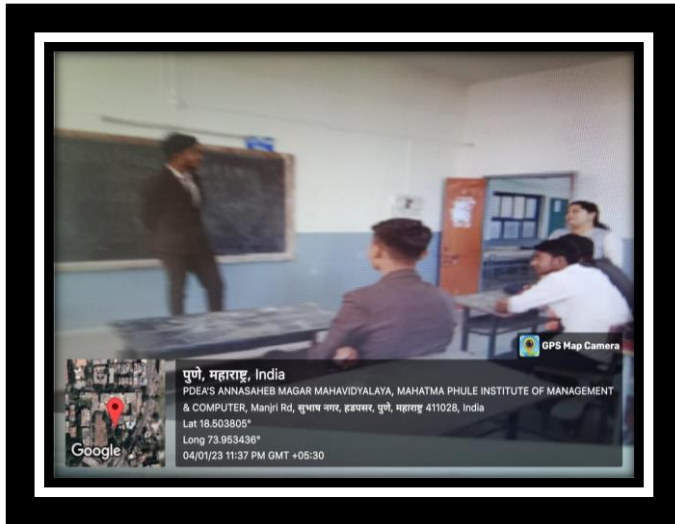 GPS Map Camera
पुणे, महाराष्ट्र, India
PDEA'S ANNASAHEB MAGAR MAHAVIDYALAYA, MAHATMA PHULE INSTITUTE OF MANAGEMENT
& COMPUTER, Manjri Rd, सुभाष नगर, हडपसर, पुणे, महाराष्ट्र 411028, India
Lat 18.503805°
Long 73.953436°
04/01/23 11:37 PM GMT +05:30
Google